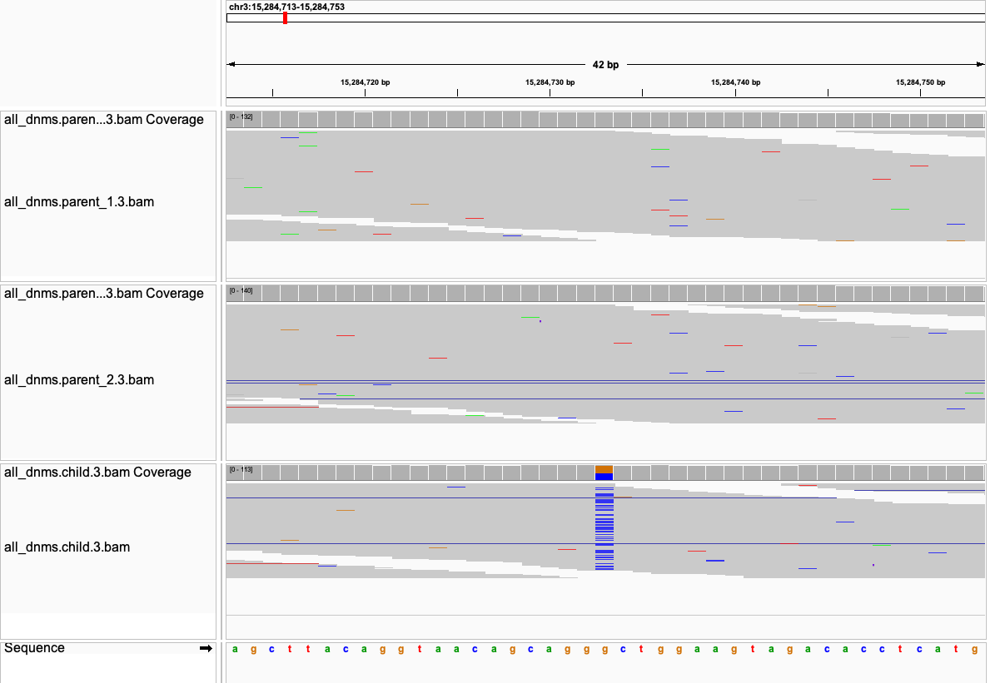 chr3:15,284,713-15,284,753
42 bp
15,284,720 bp 15,284,730 bp 15,284,740 bp 15,284,750 bp
all_dnms.paren...3.bam Coverage [0 - 132]
all_dnms.parent_1.3.bam
all_dnms.paren...3.bam Coverage [0 - 140]
all_dnms.parent_2.3.bam
all_dnms.child.3.bam Coverage [0 - 113]
all_dnms.child.3.bam
Sequence a g c t t a c a g g t a a c a g c a g g g c t g g a a g t a g a c a c c t c a t g